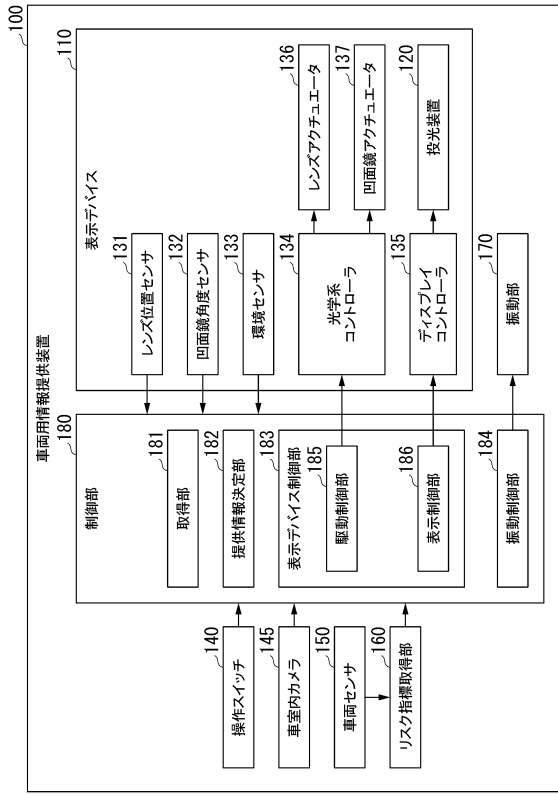 100
車両用情報提供装置
110
表示デバイス
131
レンズ位置センサ
132
凹面鏡角度センサ
133
環境センサ
134
光学系
コントローラ
135
ディスプレイ
コントローラ
136
レンズアクチュエータ
137
凹面鏡アクチュエータ
120
投光装置
170
振動部
180
制御部
181
取得部
182
提供情報決定部
183
表示デバイス制御部
185
駆動制御部
186
表示制御部
184
振動制御部
140
操作スイッチ
145
車室内カメラ
150
車両センサ
160
リスク指標取得部